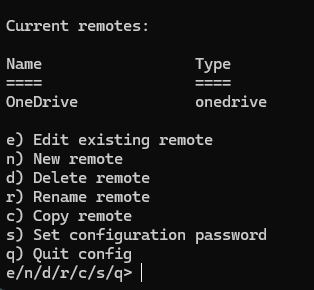 Current remotes:
Name                 Type
====                 ====
OneDrive             onedrive
e) Edit existing remote
n) New remote
d) Delete remote
r) Rename remote
c) Copy remote
s) Set configuration password
q) Quit config
e/n/d/r/c/s/q>